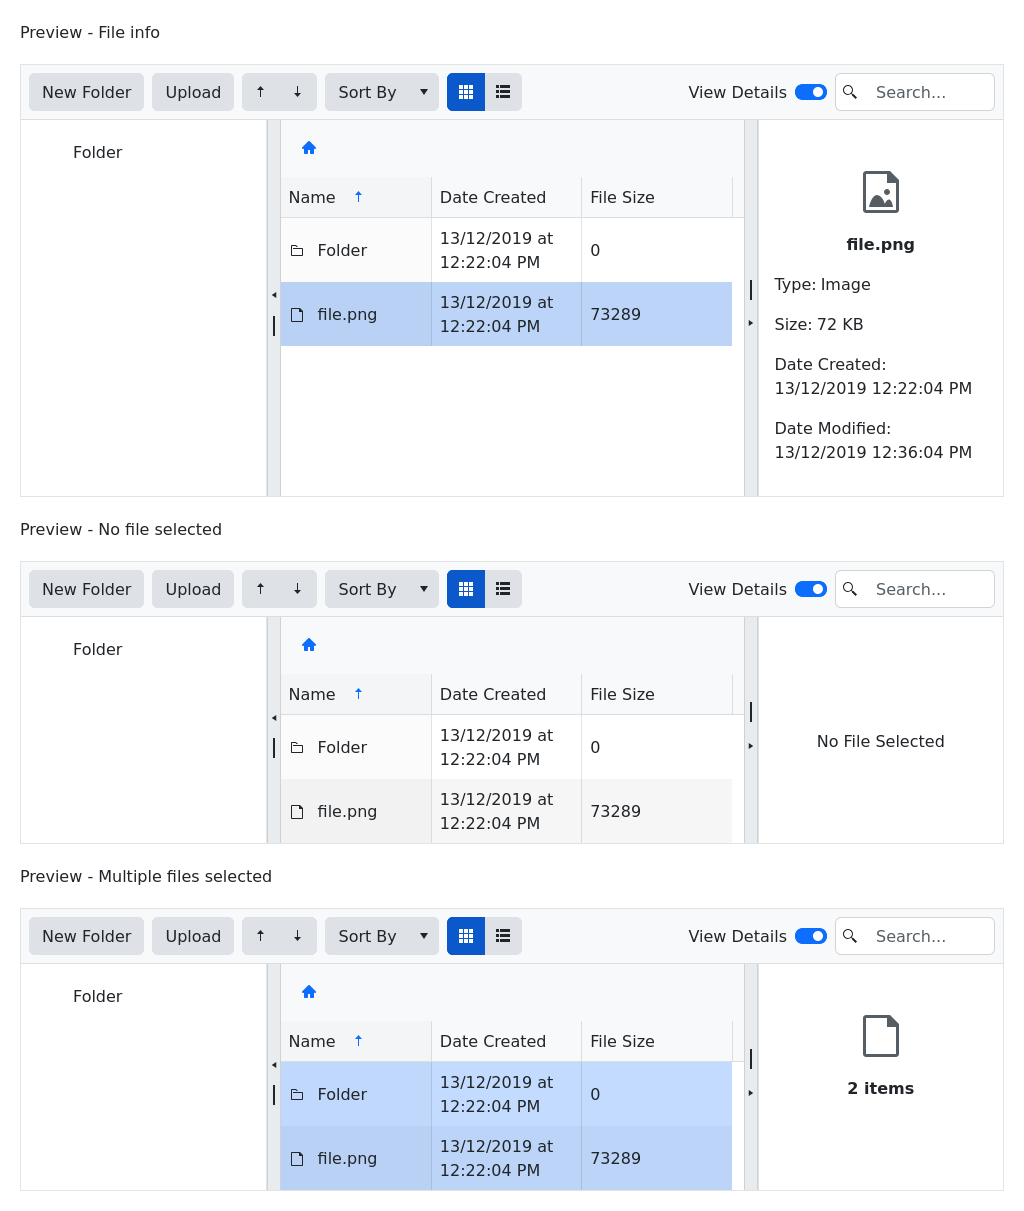 Preview - File info
New Folder Upload Sort By View Details Search...
Folder
Name Date Created File Size
Folder 13/12/2019 at 12:22:04 PM 0
file.png 13/12/2019 at 12:22:04 PM 73289
file.png
Type: Image
Size: 72 KB
Date Created:
13/12/2019 12:22:04 PM
Date Modified:
13/12/2019 12:36:04 PM
Preview - No file selected
New Folder Upload Sort By View Details Search...
Folder
Name Date Created File Size
Folder 13/12/2019 at 12:22:04 PM 0
file.png 13/12/2019 at 12:22:04 PM 73289
No File Selected
Preview - Multiple files selected
New Folder Upload Sort By View Details Search...
Folder
Name Date Created File Size
Folder 13/12/2019 at 12:22:04 PM 0
file.png 13/12/2019 at 12:22:04 PM 73289
2 items